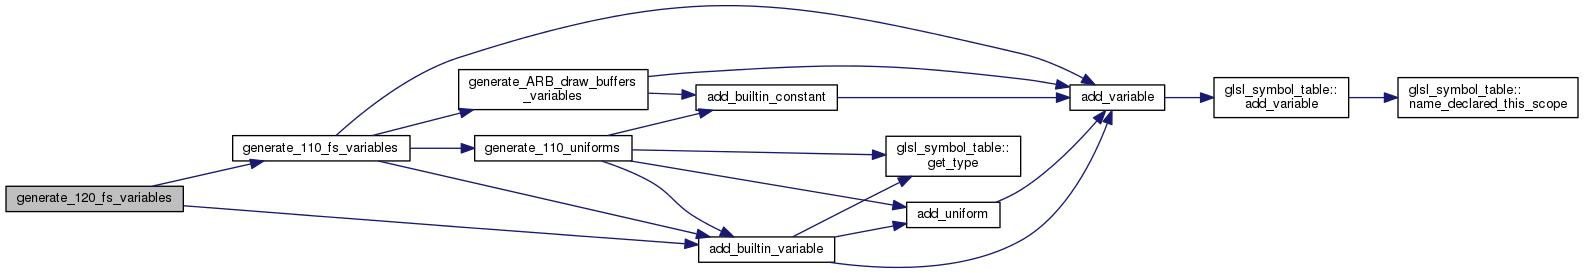 generate_120_fs_variables
generate_110_fs_variables
generate_ARB_draw_buffers
_variables
generate_110_uniforms
add_builtin_constant
add_builtin_variable
glsl_symbol_table::
get_type
add_uniform
add_variable
glsl_symbol_table::
add_variable
glsl_symbol_table::
name_declared_this_scope